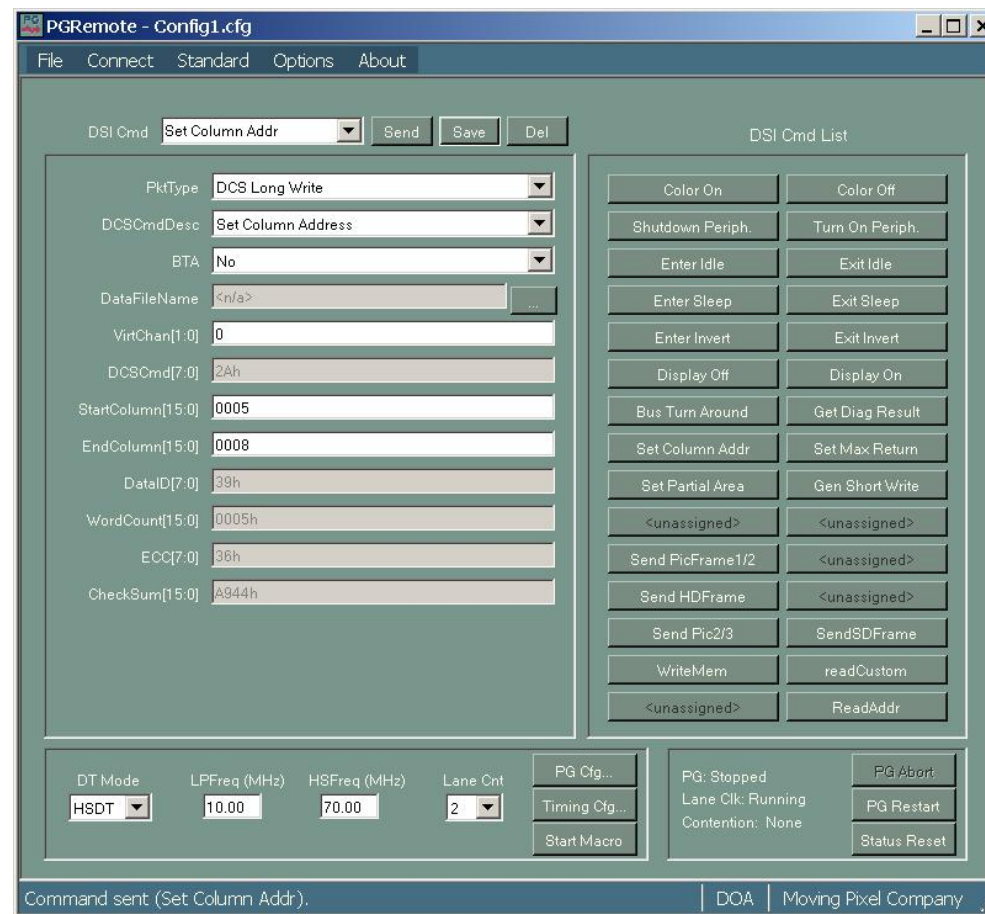 PGRemote - Config1.cfg
File Connect Standard Options About
DSI Cmd Set Column Addr Send Save Del
PktType DCS Long Write
DCSCmdDesc Set Column Address
BTA No
DataFileName <n/a> ...
VirtChan[1:0] 0
DCSCmd[7:0] 2Ah
StartColumn[15:0] 0005
EndColumn[15:0] 0008
DataID[7:0] 39h
WordCount[15:0] 0005h
ECC[7:0] 36h
CheckSum[15:0] A944h
DSI Cmd List
Color On Color Off
Shutdown Periph. Turn On Periph.
Enter Idle Exit Idle
Enter Sleep Exit Sleep
Enter Invert Exit Invert
Display Off Display On
Bus Turn Around Get Diag Result
Set Column Addr Set Max Return
Set Partial Area Gen Short Write
<unassigned> <unassigned>
Send PicFrame1/2 <unassigned>
Send HDFrame <unassigned>
Send Pic2/3 SendSDFrame
WriteMem readCustom
<unassigned> ReadAddr
DT Mode LPFreq (MHz) HSFreq (MHz) Lane Cnt
HSDT 10.00 70.00 2
PG Cfg...
Timing Cfg...
Start Macro
PG: Stopped
Lane Clk: Running
Contention: None
PG Abort
PG Restart
Status Reset
Command sent (Set Column Addr). DOA Moving Pixel Company